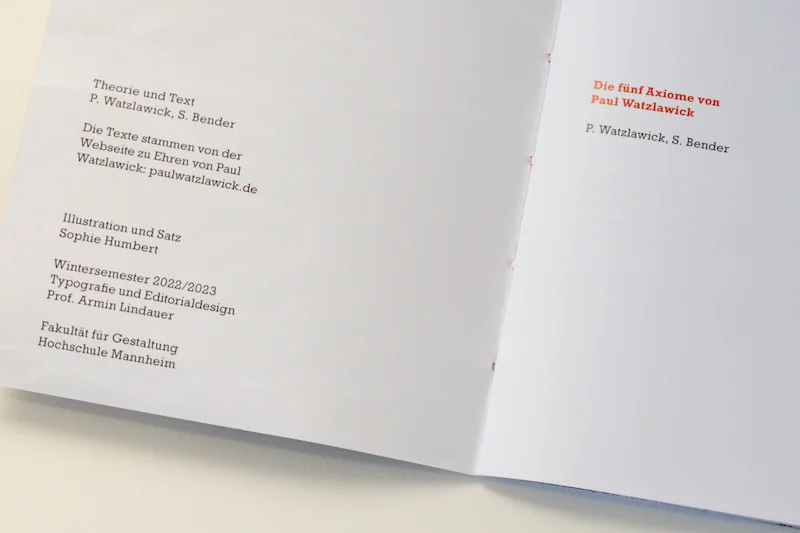 Theorie und Text
P. Watzlawick, S. Bender
Die Texte stammen von der
Webseite zu Ehren von Paul
Watzlawick: paulwatzlawick.de
Illustration und Satz
Sophie Humbert
Wintersemester 2022/2023
Typografie und Editorialdesign
Prof. Armin Lindauer
Fakultät für Gestaltung
Hochschule Mannheim
Die fünf Axiome von
Paul Watzlawick
P. Watzlawick, S. Bender